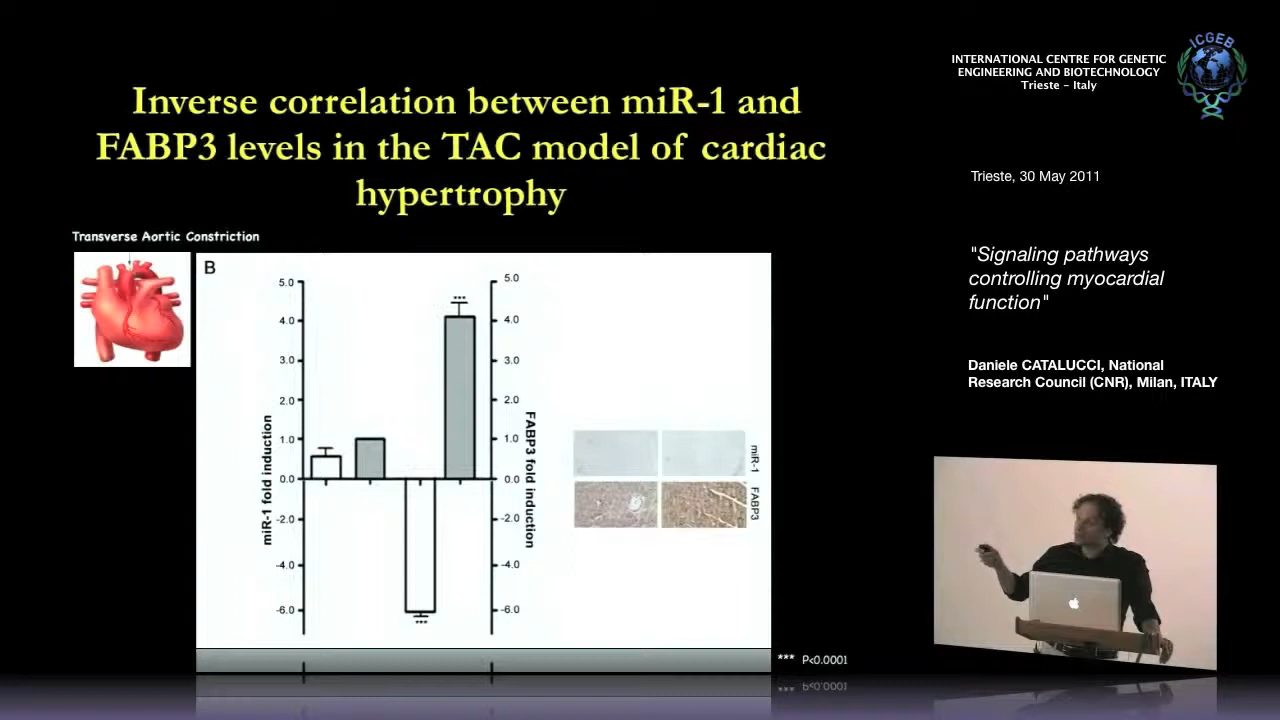 Inverse correlation between miR-1 and
FABP3 levels in the TAC model of cardiac
hypertrophy
Transverse Aortic Constriction
B
5.0
4.0
3.0
2.0
1.0
0.0
-2.0
-4.0
-6.0
miR-1 fold induction
***
***
5.0
4.0
3.0
2.0
1.0
0.0
-2.0
-4.0
-6.0
FABP3 fold induction
miR-1
FABP3
*** P<0.0001
ICGEB
INTERNATIONAL CENTRE FOR GENETIC
ENGINEERING AND BIOTECHNOLOGY
Trieste - Italy
Trieste, 30 May 2011
"Signaling pathways
controlling myocardial
function"
Daniele CATALUCCI, National
Research Council (CNR), Milan, ITALY